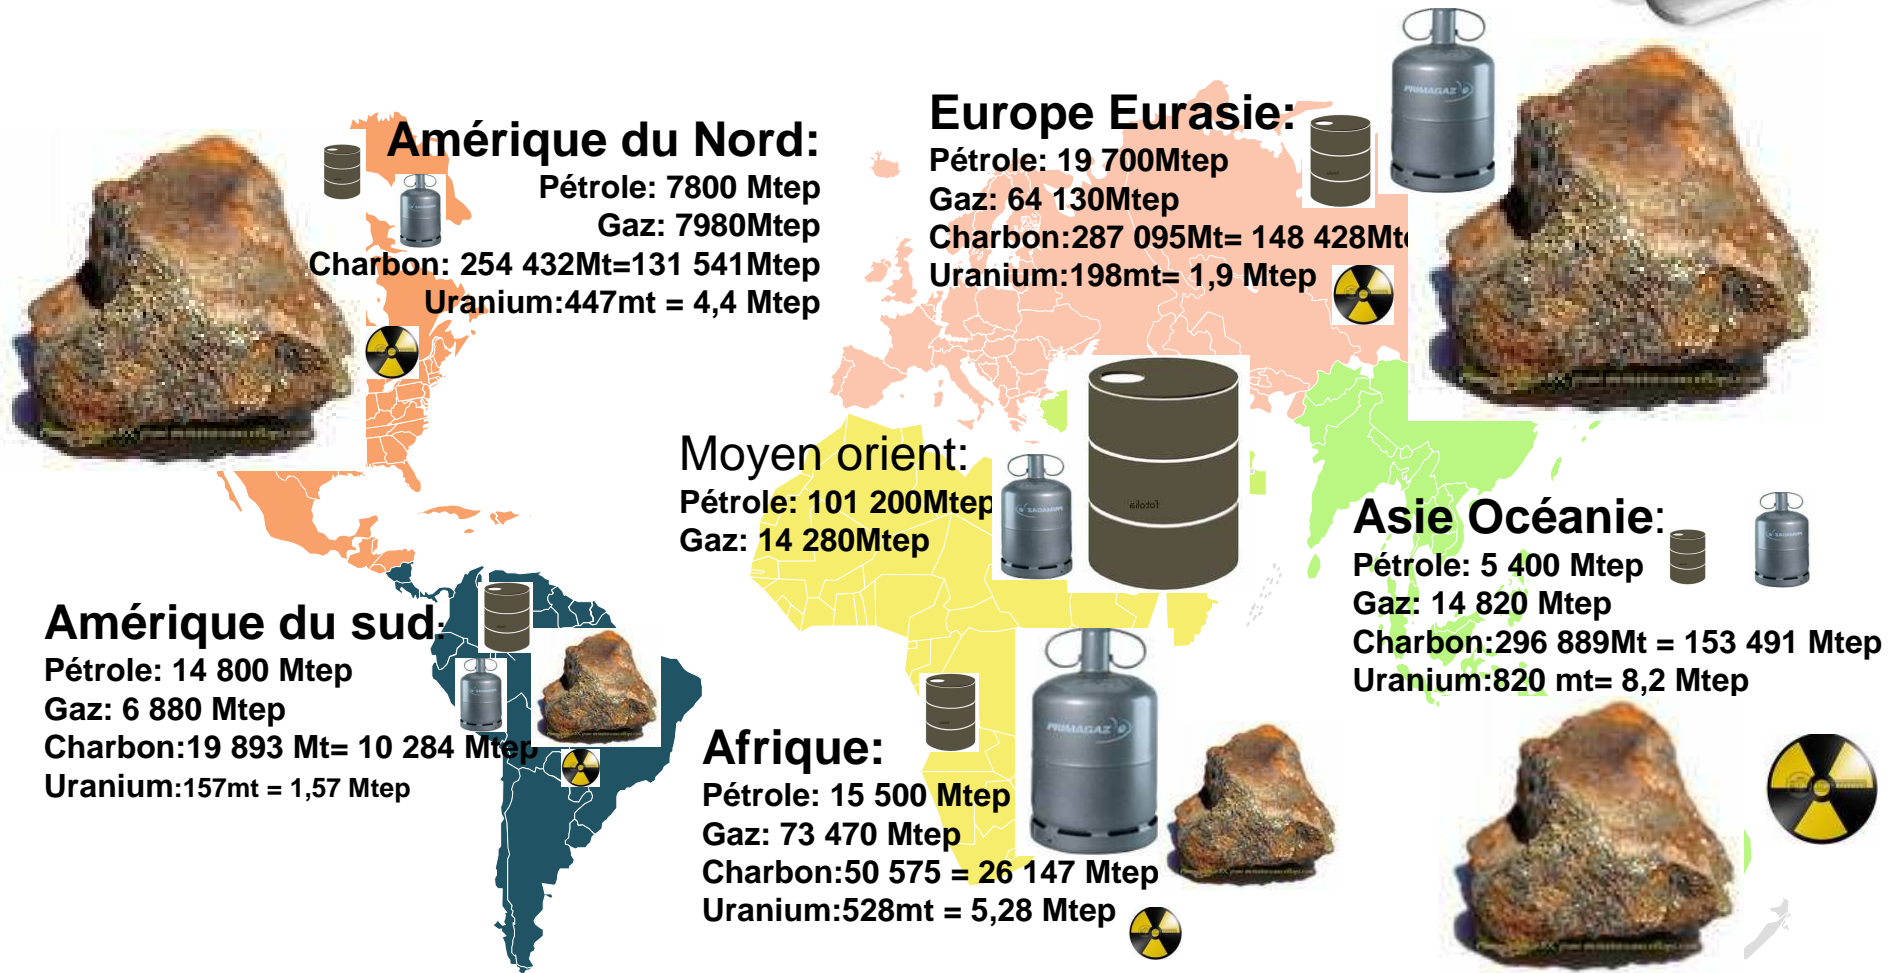 Amérique du Nord:
Pétrole: 7800 Mtep
Gaz: 7980Mtep
Charbon: 254 432Mt=131 541Mtep
Uranium:447mt = 4,4 Mtep
Europe Eurasie:
Pétrole: 19 700Mtep
Gaz: 64 130Mtep
Charbon:287 095Mt= 148 428Mt
Uranium:198mt= 1,9 Mtep
PRIMAGAZ
Moyen orient:
Pétrole: 101 200Mtep
Gaz: 14 280Mtep
fotolia
Asie Océanie:
Pétrole: 5 400 Mtep
Gaz: 14 820 Mtep
Charbon:296 889Mt = 153 491 Mtep
Uranium:820 mt= 8,2 Mtep
Amérique du sud:
Pétrole: 14 800 Mtep
Gaz: 6 880 Mtep
Charbon:19 893 Mt= 10 284 Mtep
Uranium:157mt = 1,57 Mtep
Afrique:
Pétrole: 15 500 Mtep
Gaz: 73 470 Mtep
Charbon:50 575 = 26 147 Mtep
Uranium:528mt = 5,28 Mtep
PRIMAGAZ